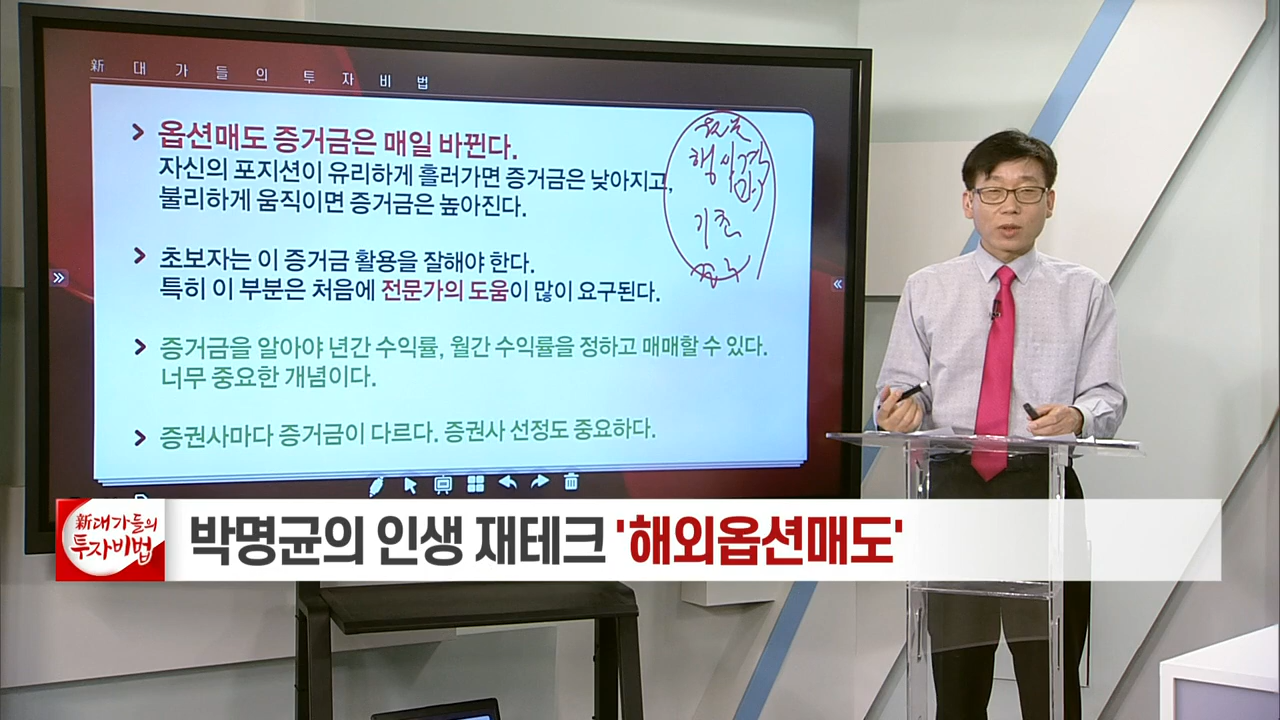 新 대 가 들 의 투 자 비 법
옵션매도 증거금은 매일 바뀐다.
자신의 포지션이 유리하게 흘러가면 증거금은 낮아지고,
불리하게 움직이면 증거금은 높아진다.
초보자는 이 증거금 활용을 잘해야 한다.
특히 이 부분은 처음에 전문가의 도움이 많이 요구된다.
증거금을 알아야 년간 수익률, 월간 수익률을 정하고 매매할 수 있다.
너무 중요한 개념이다.
증권사마다 증거금이 다르다. 증권사 선정도 중요하다.
기초
新대가들의
투자비법
박명균의 인생 재테크 '해외옵션매도'